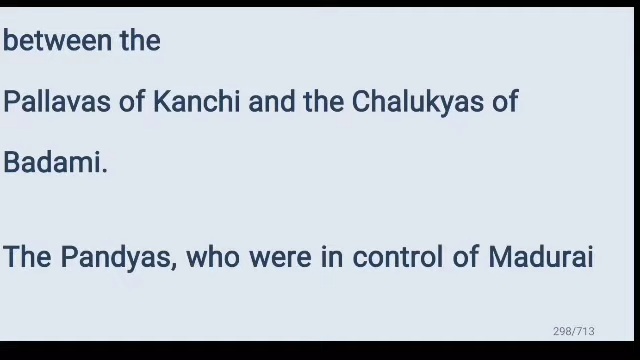 between the
Pallavas of Kanchi and the Chalukyas of
Badami.
The Pandyas, who were in control of Madurai
298/713